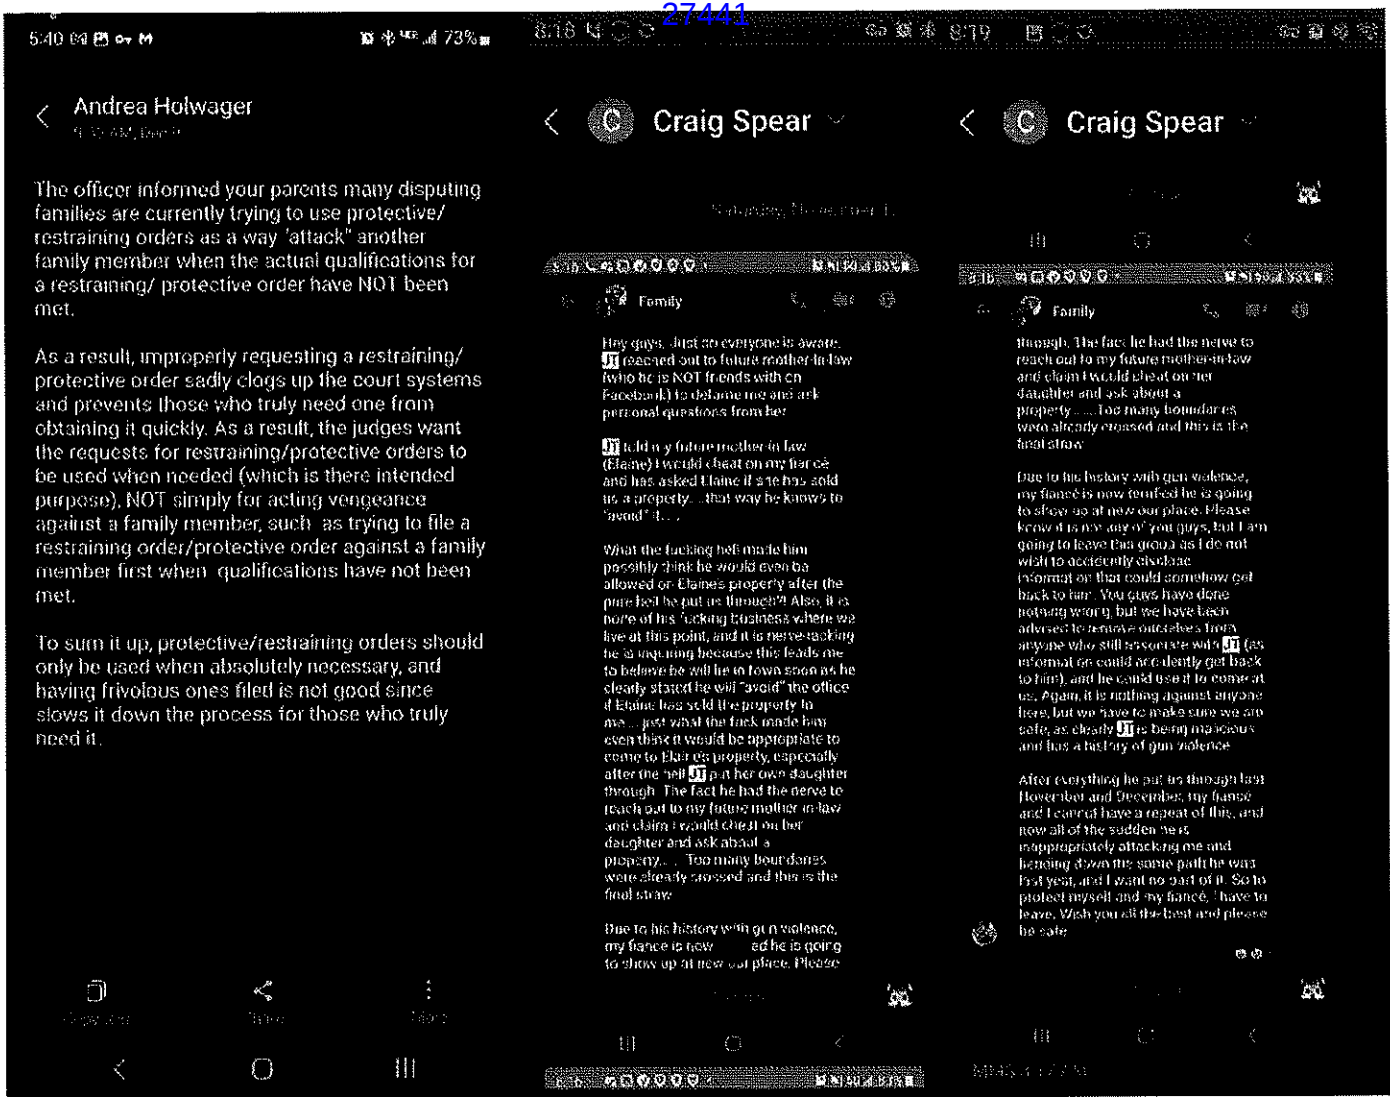 27441
5:40
73%
Andrea Holwager
The officer informed your parents many disputing
families are currently trying to use protective/
restraining orders as a way "attack" another
family member when the actual qualifications for
a restraining/ protective order have NOT been
met.
As a result, improperly requesting a restraining/
protective order sadly clogs up the court systems
and prevents those who truly need one from
obtaining it quickly. As a result, the judges want
the requests for restraining/protective orders to
be used when needed (which is there intended
purpose), NOT simply for acting vengeance
against a family member, such as trying to file a
restraining order/protective order against a family
member first when qualifications have not been
met.
To sum it up, protective/restraining orders should
only be used when absolutely necessary, and
having frivolous ones filed is not good since
slows it down the process for those who truly
need it.
8:18
C
Craig Spear
Family
Hey guys. Just so everyone is aware,
JT reached out to future mother-in-law
(who he is NOT friends with on
Facebook) to defame me and ask
personal questions from her
JT told my future mother in law
(Elaine) I would cheat on my fiancé
and has asked Elaine if she has sold
us a property....that way he knows to
"avoid" it....
What the fucking hell made him
possibly think he would even be
allowed on Elaine's property after the
pure hell he put us through?! Also, it is
none of his fucking business where we
live at this point, and it is nerve-racking
he is inquiring because this leads me
to believe he will be in town soon as he
clearly stated he will "avoid" the office
if Elaine has sold the property to
me.... just what the fuck made him
even think it would be appropriate to
come to Elaine's property, especially
after the hell JT put her own daughter
through. The fact he had the nerve to
reach out to my future mother-in-law
and claim I would cheat on her
daughter and ask about a
property.... Too many boundaries
were already crossed and this is the
final straw
Due to his history with gun violence,
my fiance is now ed he is going
to show up at new our place. Please
8:19
C
Craig Spear
Family
through. The fact he had the nerve to
reach out to my future mother-in-law
and claim I would cheat on her
daughter and ask about a
property......Too many boundaries
were already crossed and this is the
final straw
Due to his history with gun violence,
my fiancé is now terrified he is going
to show up at new our place. Please
know it is not any of you guys, but I am
going to leave this group as I do not
wish to accidently disclose
information that could somehow get
back to him. You guys have done
nothing wrong, but we have been
advised to remove ourselves from
anyone who still associate with JT (as
information could accidently get back
to him), and he could use it to come at
us. Again, it is nothing against anyone
here, but we have to make sure we are
safe, as clearly JT is being malicious
and has a history of gun violence
After everything he put us through last
November and December, my fiancé
and I cannot have a repeat of this, and
now all of the sudden he is
inappropriately attacking me and
heading down the same path he was
last year, and I want no part of it. So to
protect myself and my fiancé, I have to
leave. Wish you all the best and please
be safe